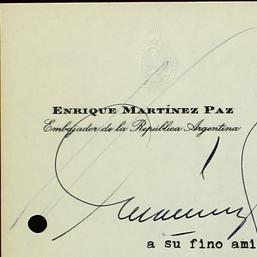 ENRIQUE MARTÍNEZ PAZ
Embajador de la República Argentina
a su fino ami